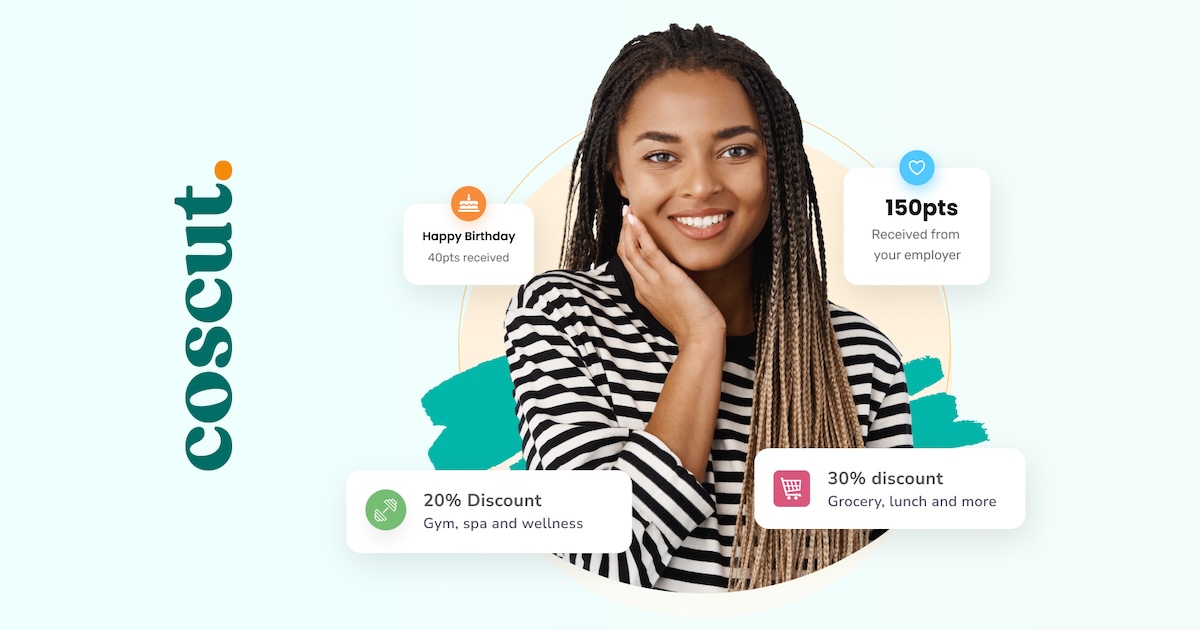 coscut.
Happy Birthday
40pts received
150pts
Received from
your employer
20% Discount
Gym, spa and wellness
30% discount
Grocery, lunch and more